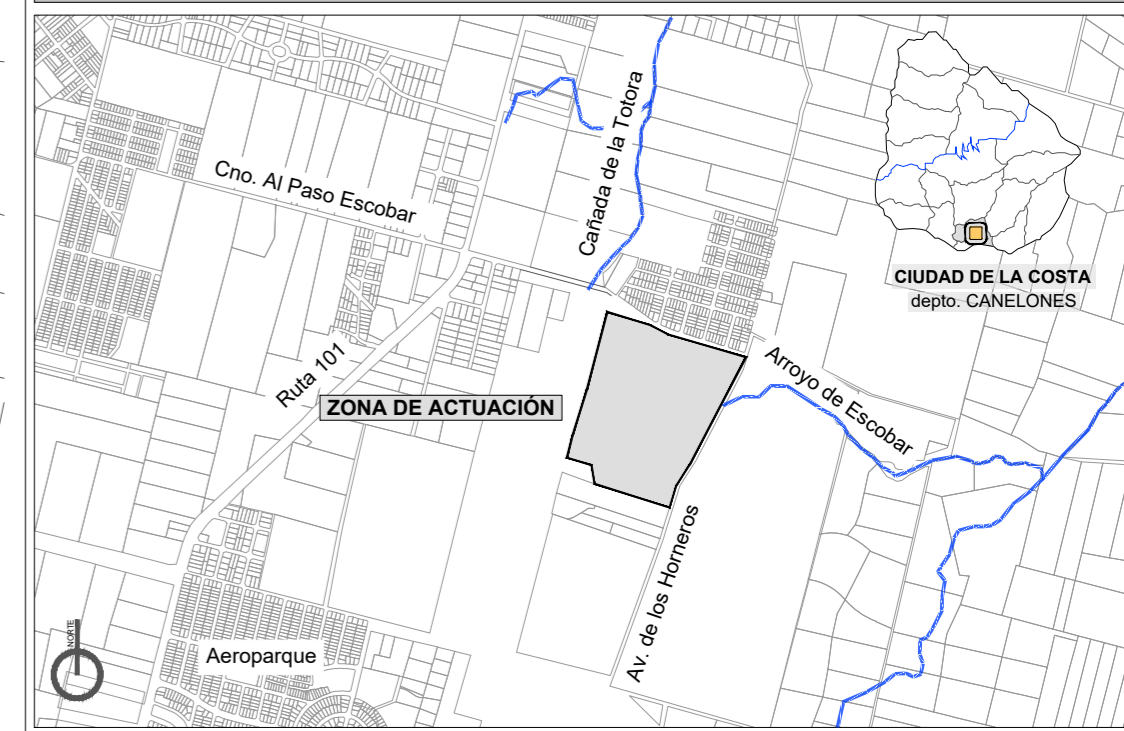 Cañada de la Totora
Cno. Al Paso Escobar
CIUDAD DE LA COSTA
depto. CANELONES
Ruta 101
ZONA DE ACTUACIÓN
Arroyo de Escobar
Av. de los Horneros
NORTE
Aeroparque